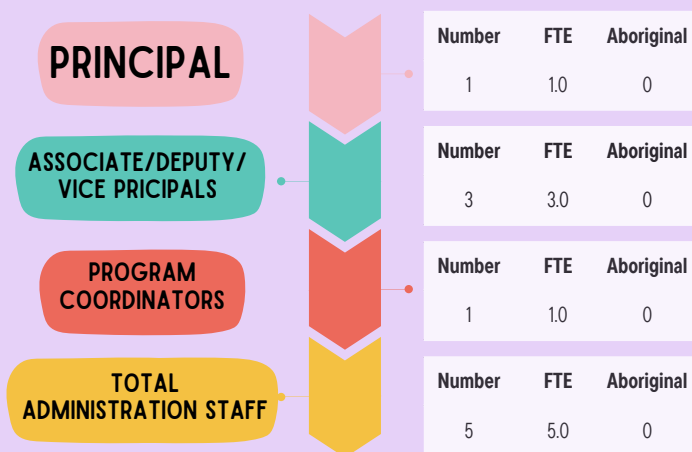 PRINCIPAL
Number FTE Aboriginal
1 1.0 0
ASSOCIATE/DEPUTY/
VICE PRICIPALS
Number FTE Aboriginal
3 3.0 0
PROGRAM
COORDINATORS
Number FTE Aboriginal
1 1.0 0
TOTAL
ADMINISTRATION STAFF
Number FTE Aboriginal
5 5.0 0